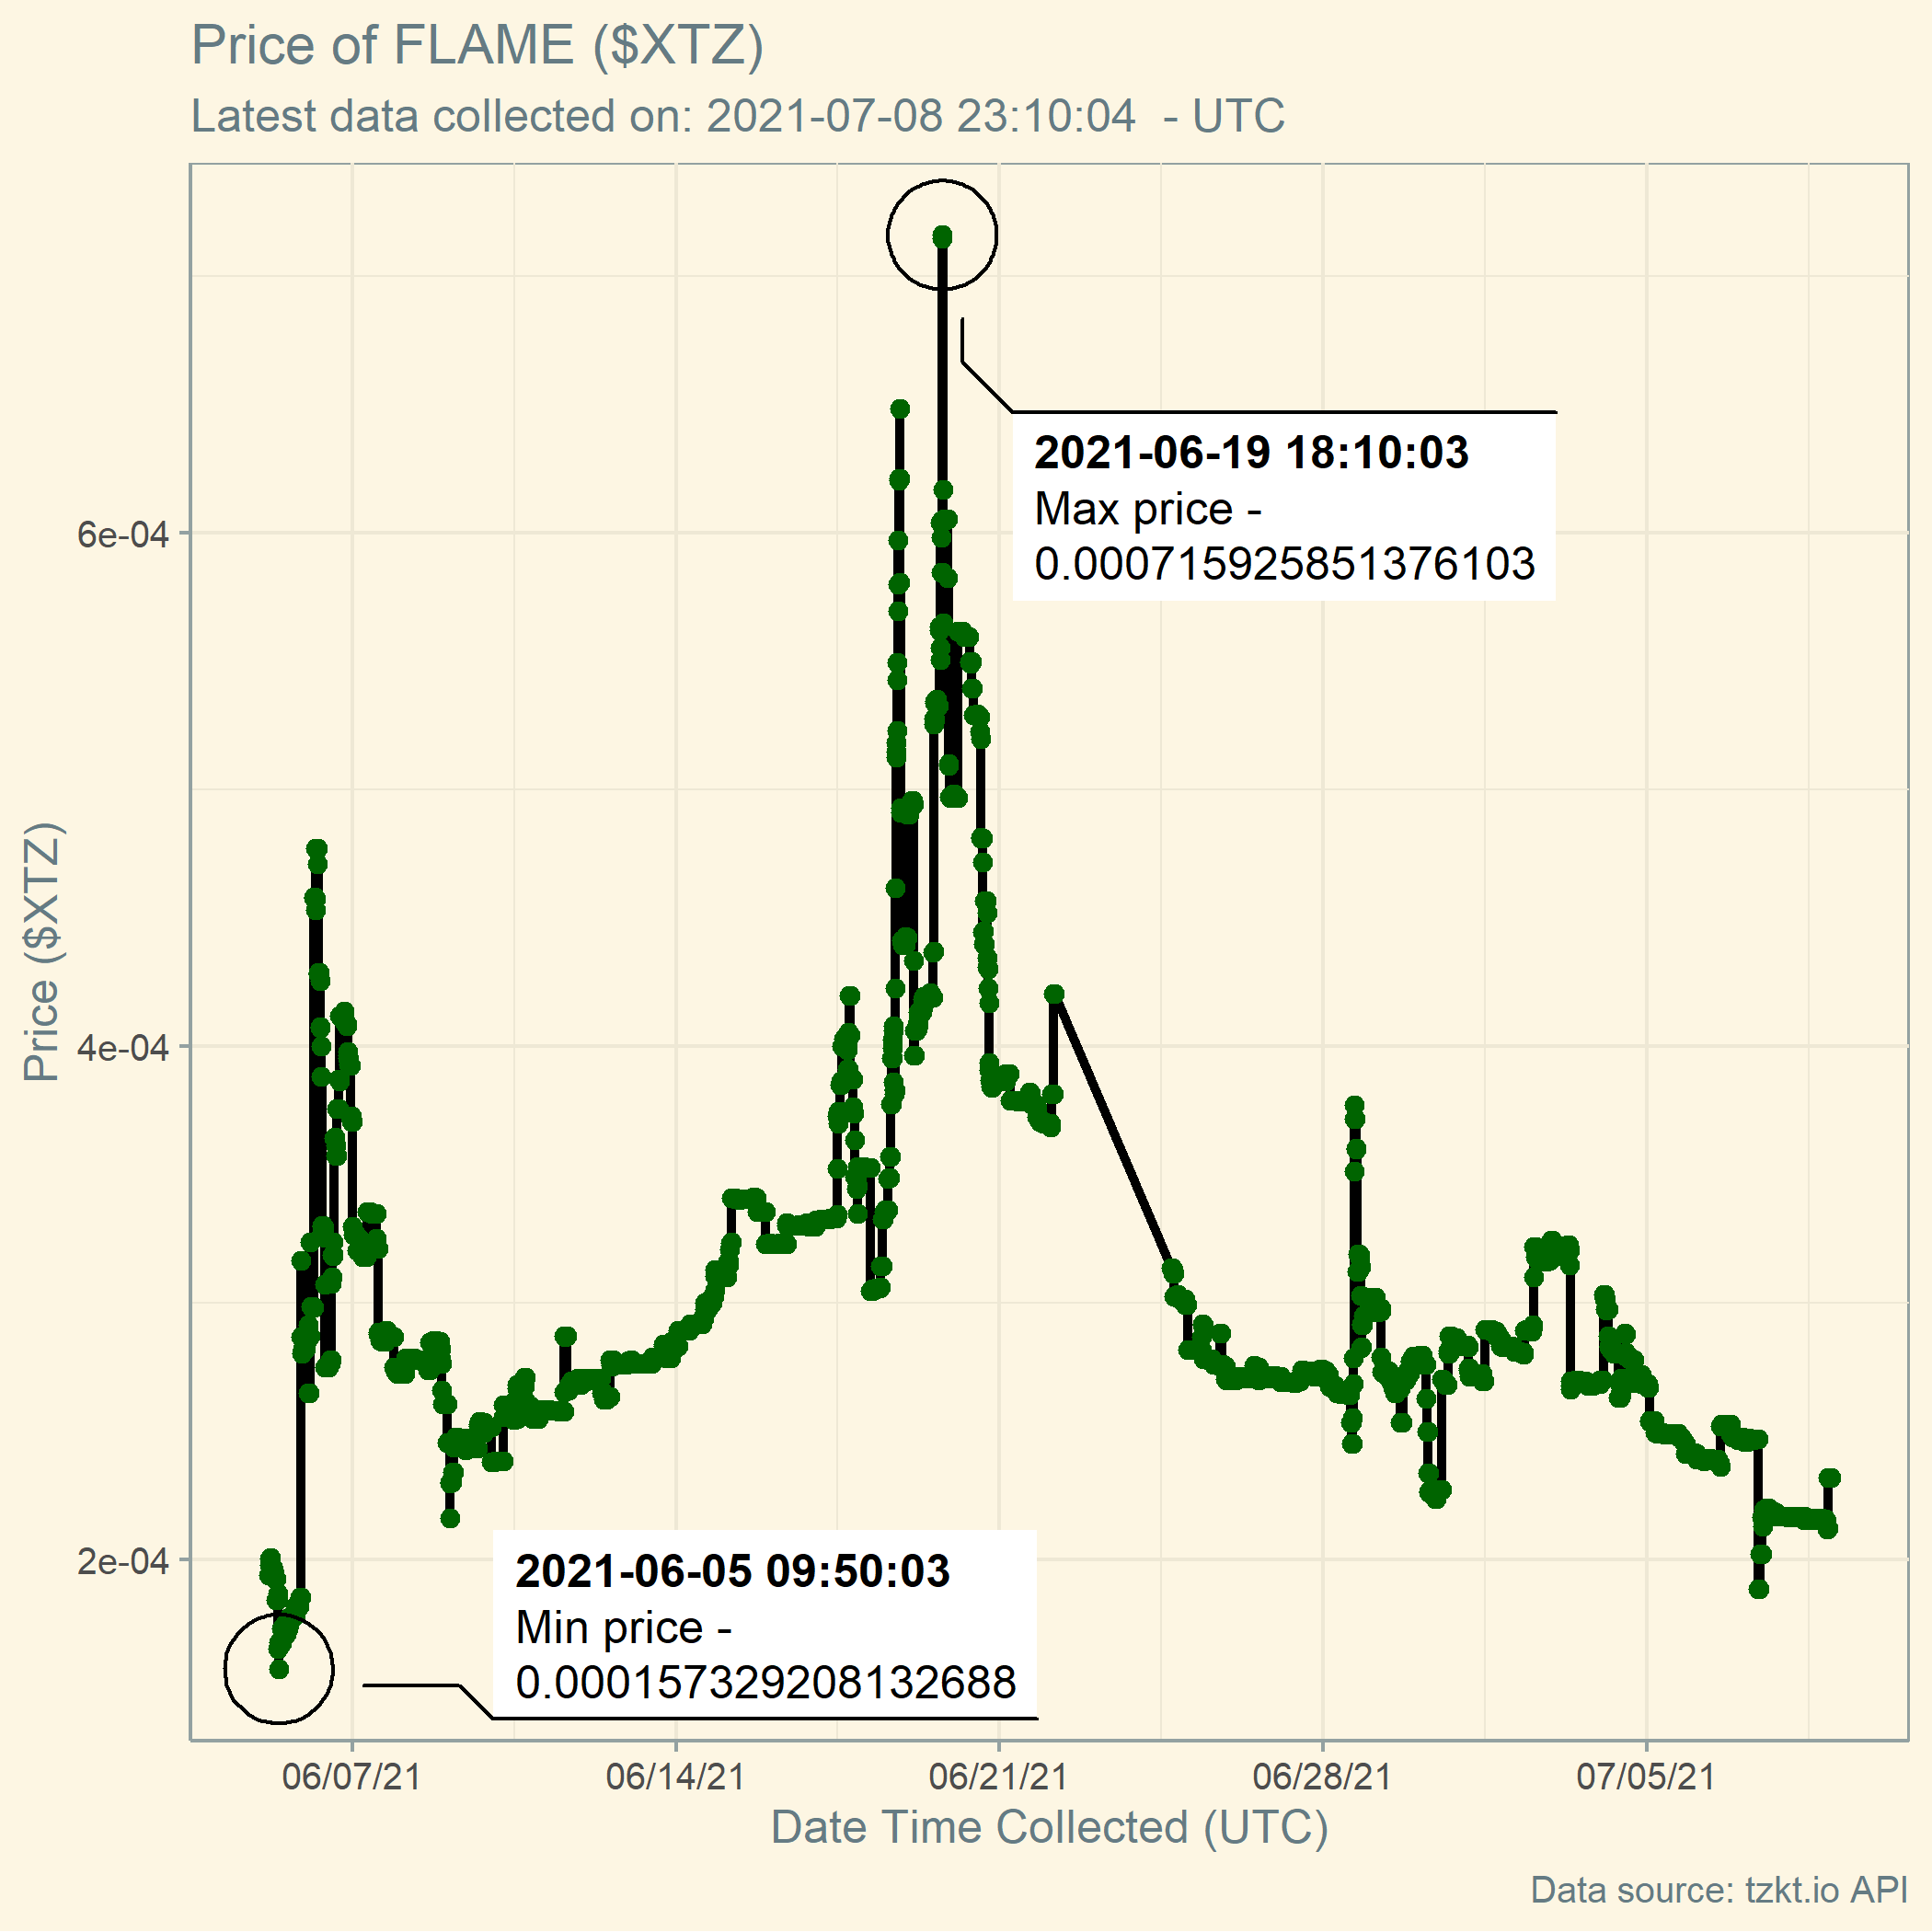 Price of FLAME ($XTZ)
Latest data collected on: 2021-07-08 23:10:04  - UTC
2021-06-19 18:10:03
Max price -
0.000715925851376103
6e-04
Price ($XTZ)
4e-04
2e-04
2021-06-05 09:50:03
Min price -
0.000157329208132688
06/07/21
06/14/21
06/21/21
06/28/21
07/05/21
Date Time Collected (UTC)
Data source: tzkt.io API